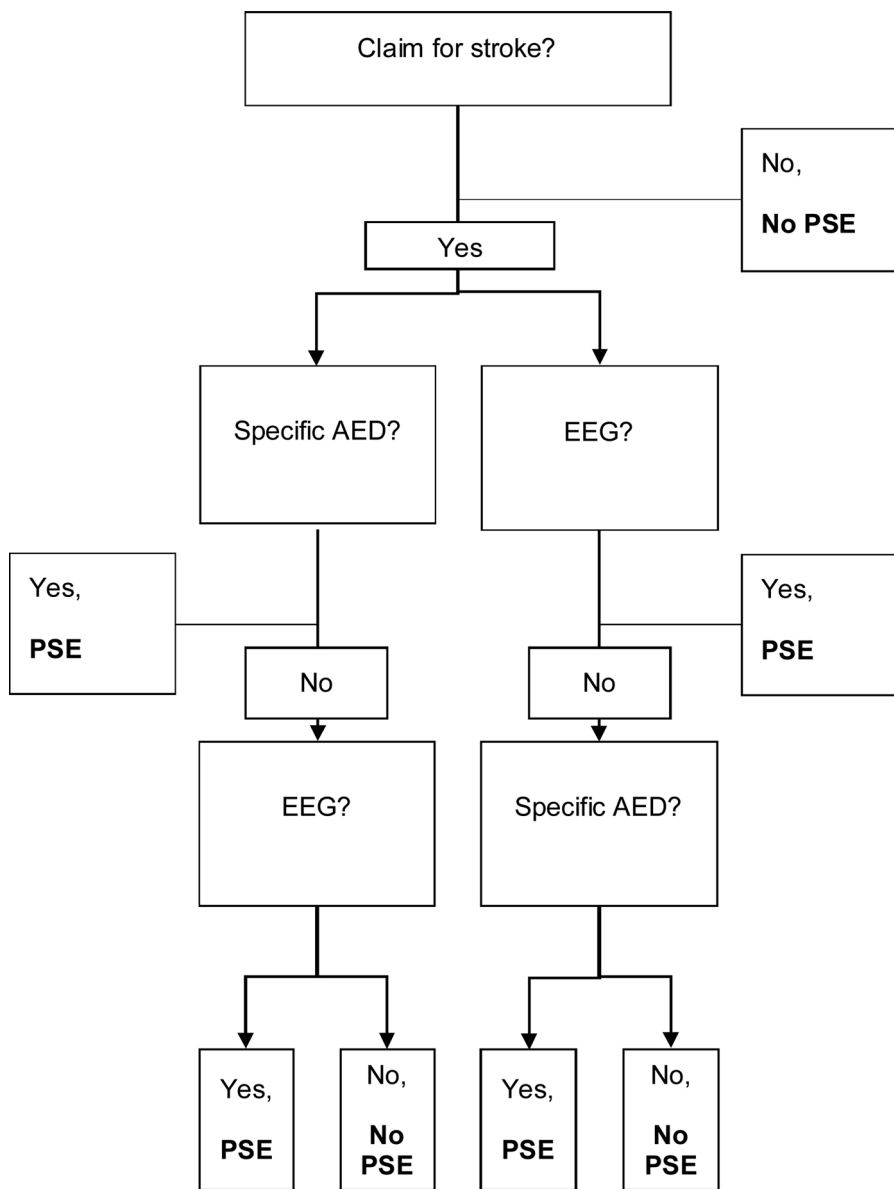 Claim for stroke?
No,
No PSE
Yes
Specific AED?
EEG?
Yes,
PSE
Yes,
PSE
No
No
EEG?
Specific AED?
Yes,
PSE
No,
No
PSE
Yes,
PSE
No,
No
PSE